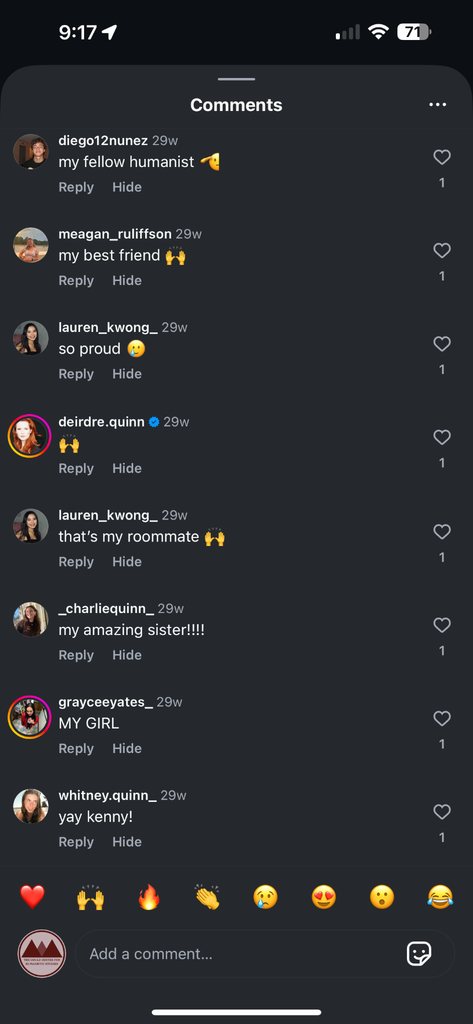 9:17
71
Comments
diego12nunez 29w
my fellow humanist 🫡
Reply Hide
1
meagan_ruliffson 29w
my best friend 🙌
Reply Hide
1
lauren_kwong_ 29w
so proud 🥲
Reply Hide
1
deirdre.quinn 29w
🙌
Reply Hide
1
lauren_kwong_ 29w
that’s my roommate 🙌
Reply Hide
1
_charliequinn_ 29w
my amazing sister!!!!
Reply Hide
1
grayceeyates_ 29w
MY GIRL
Reply Hide
1
whitney.quinn_ 29w
yay kenny!
Reply Hide
1
Add a comment...